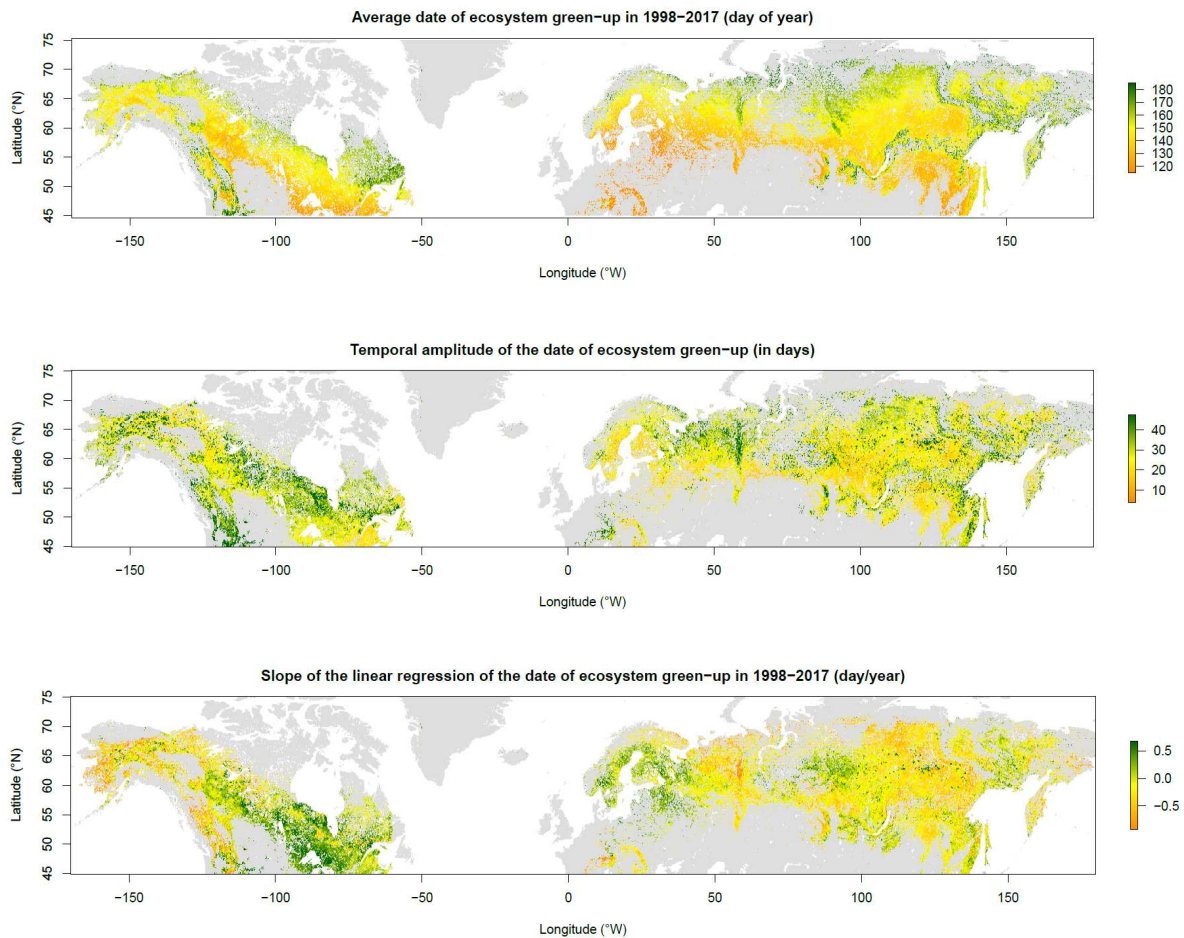 Average date of ecosystem green−up in 1998−2017 (day of year)
75
70
65
60
55
50
45
Latitude (°N)
180
170
160
150
140
130
120
−150 −100 −50 0 50 100 150
Longitude (°W)
Temporal amplitude of the date of ecosystem green−up (in days)
75
70
65
60
55
50
45
Latitude (°N)
40
30
20
10
−150 −100 −50 0 50 100 150
Longitude (°W)
Slope of the linear regression of the date of ecosystem green−up in 1998−2017 (day/year)
75
70
65
60
55
50
45
Latitude (°N)
0.5
0.0
−0.5
−150 −100 −50 0 50 100 150
Longitude (°W)